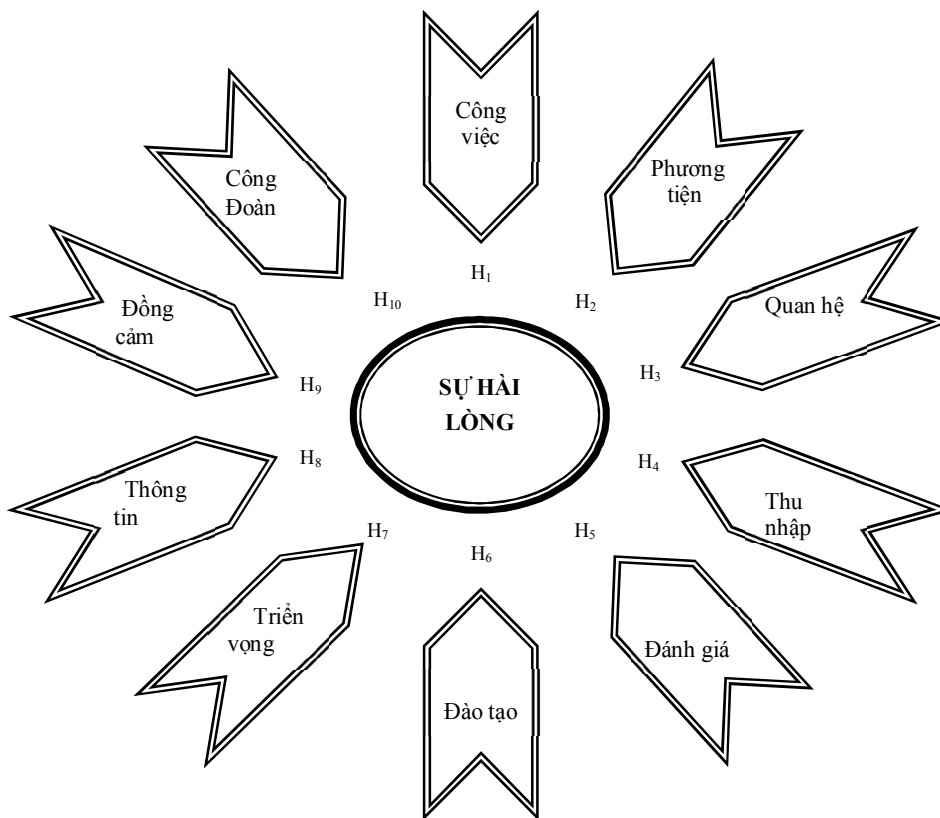 Công
việc
Phương
tiện
Công
Đoàn
Quan hệ
Đồng
cảm
H₁
H₂
H₁₀
H₃
H₉
SỰ HÀI
LÒNG
H₈
H₄
Thông
tin
Thu
nhập
H₇
H₆
H₅
Triển
vọng
Đánh giá
Đào tạo